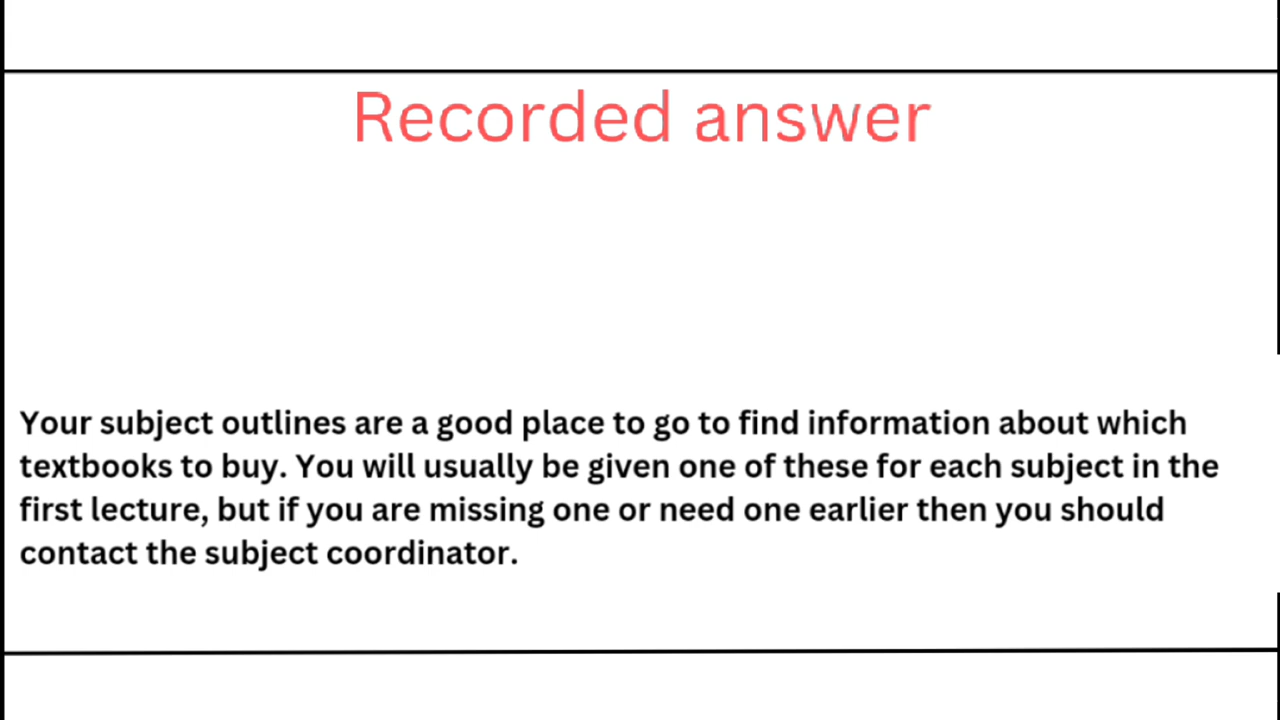 Recorded answer
Your subject outlines are a good place to go to find information about which
textbooks to buy. You will usually be given one of these for each subject in the
first lecture, but if you are missing one or need one earlier then you should
contact the subject coordinator.